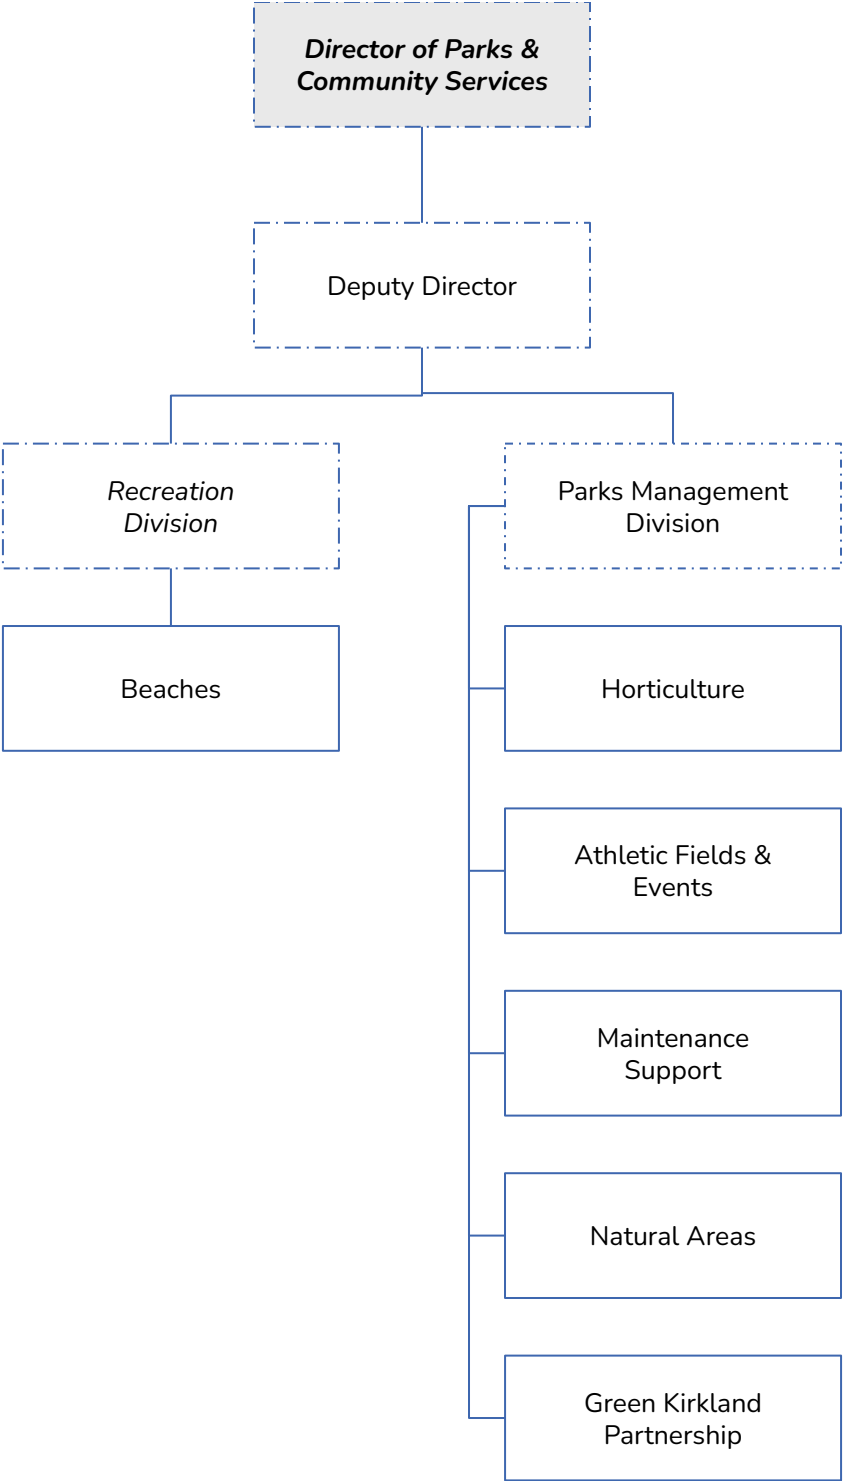 Director of Parks &
Community Services
Deputy Director
Recreation
Division
Parks Management
Division
Beaches
Horticulture
Athletic Fields &
Events
Maintenance
Support
Natural Areas
Green Kirkland
Partnership